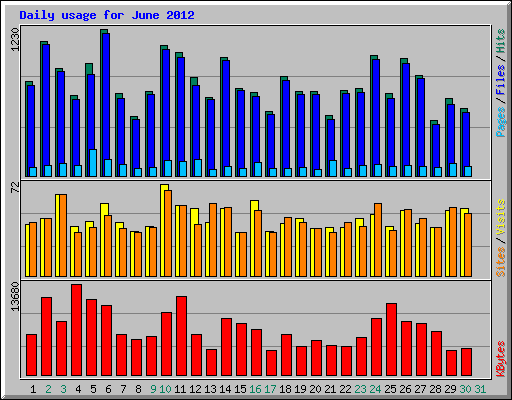 Daily usage for June 2012
1230
72
13680
Pages / Files / Hits
Sites / Visits
KBytes
1 2 3 4 5 6 7 8 9 10 11 12 13 14 15 16 17 18 19 20 21 22 23 24 25 26 27 28 29 30 31